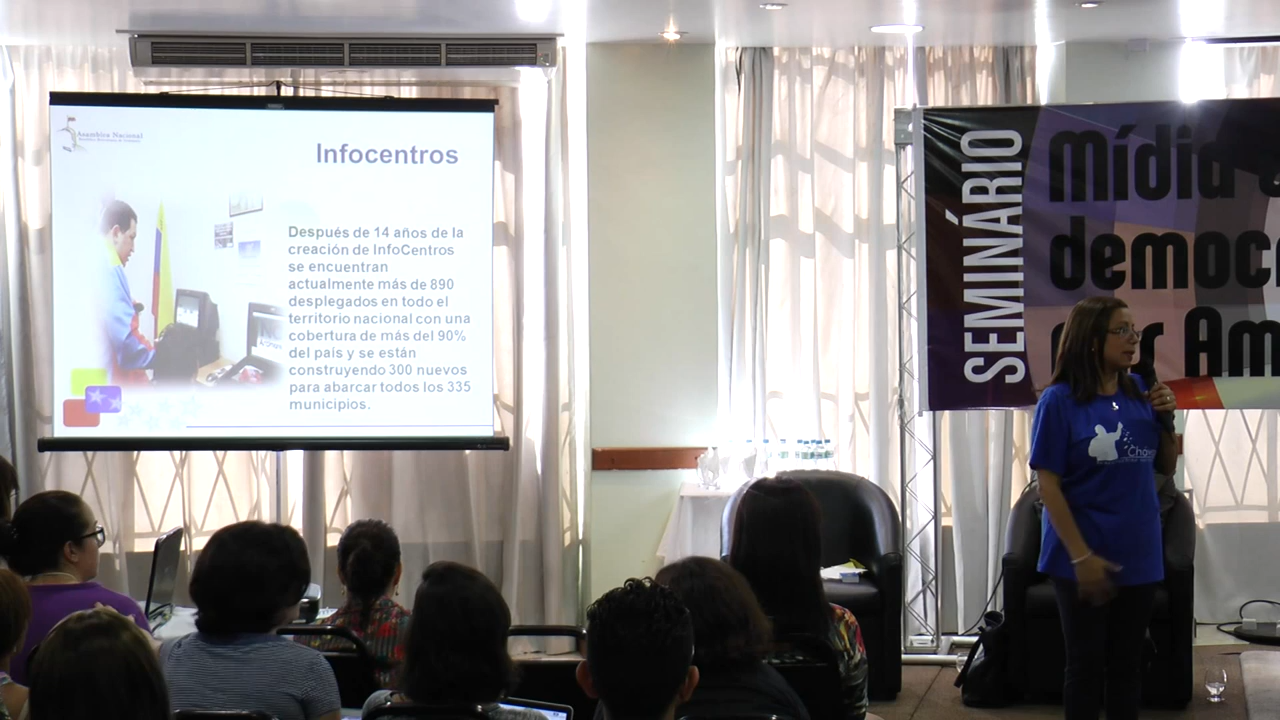 Asamblea Nacional
Infocentros
Después de 14 años de la
creación de InfoCentros
se encuentran
actualmente más de 890
desplegados en todo el
territorio nacional con una
cobertura de más del 90%
del país y se están
construyendo 300 nuevos
para abarcar todos los 335
municipios.
SEMINÁRIO
Mídia
democ
Am
Cháv